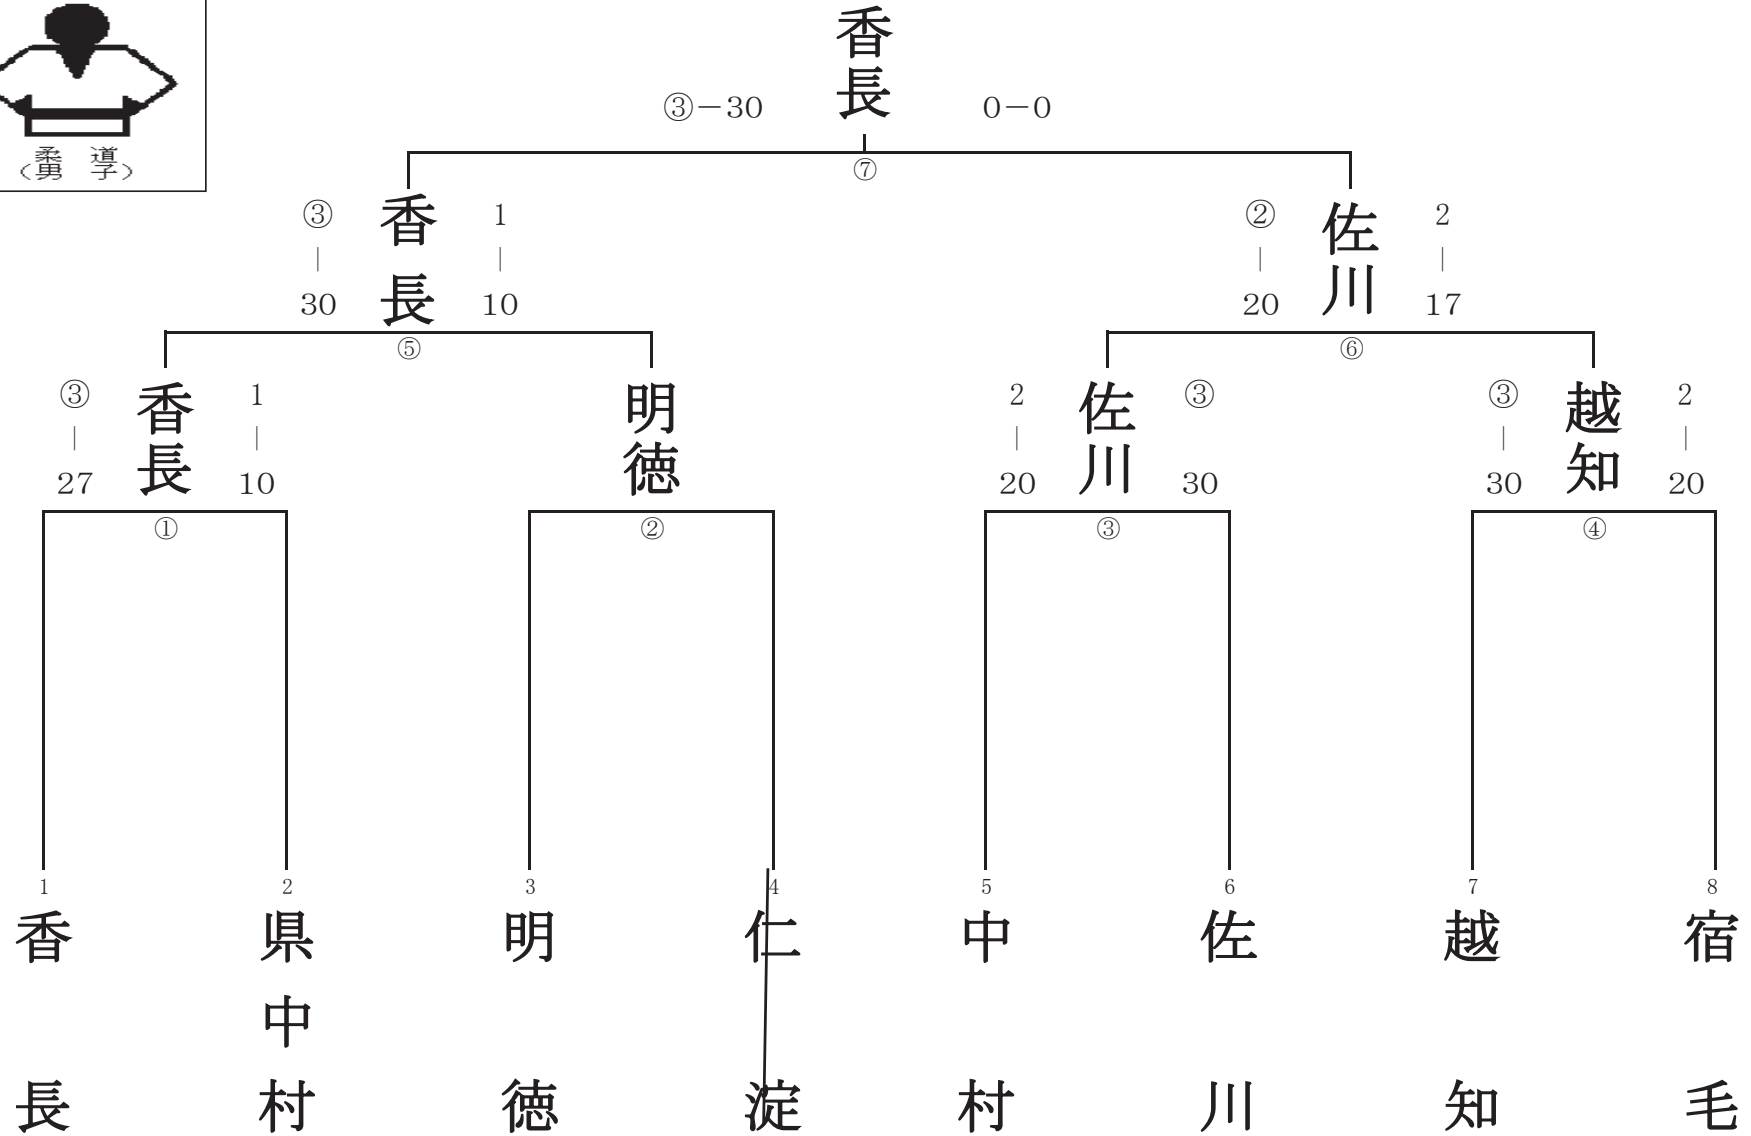 香長
③－30
0－0
柔道
（男子）
⑦
③｜30
香長
1｜10
②｜20
佐川
2｜17
⑤
⑥
③｜27
香長
1｜10
明徳
2｜20
佐川
③
30
③｜30
越知
2｜20
①
②
③
④
1
2
3
4
5
6
7
8
香長
県中村
明徳
仁淀
中村
佐川
越知
宿毛